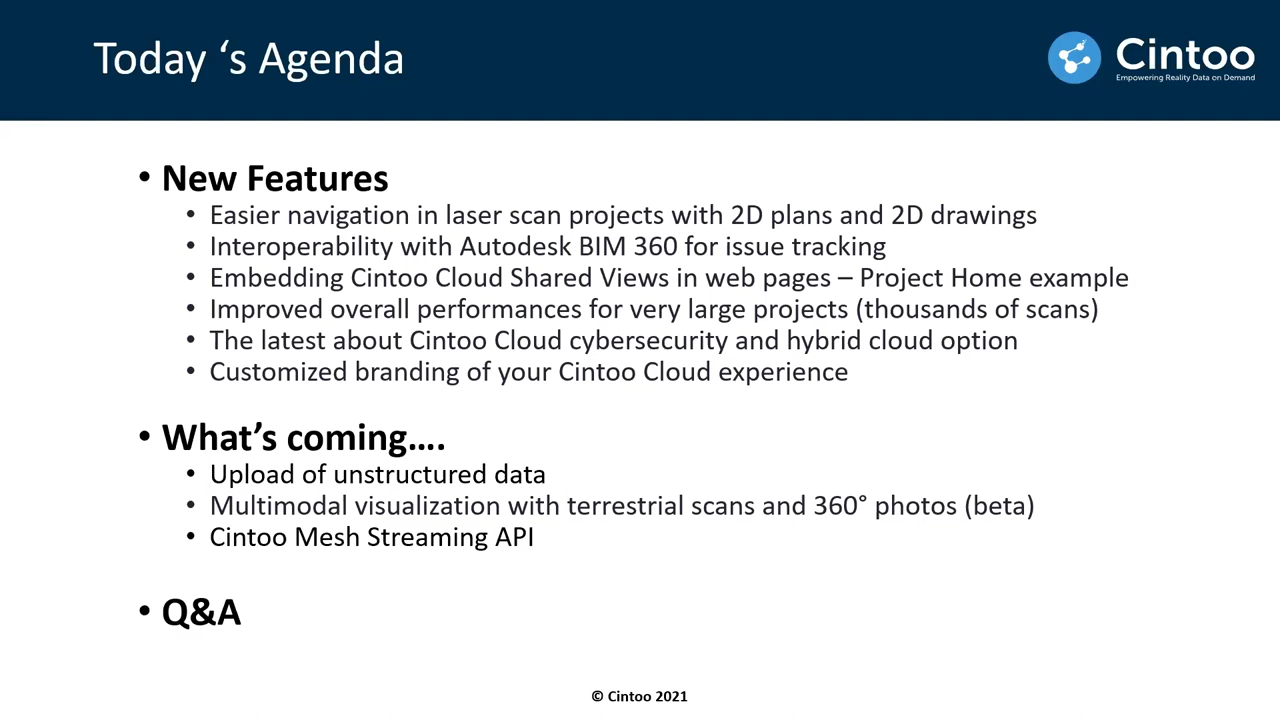 Today ‘s Agenda
Cintoo
Empowering Reality Data on Demand
• New Features
• Easier navigation in laser scan projects with 2D plans and 2D drawings
• Interoperability with Autodesk BIM 360 for issue tracking
• Embedding Cintoo Cloud Shared Views in web pages – Project Home example
• Improved overall performances for very large projects (thousands of scans)
• The latest about Cintoo Cloud cybersecurity and hybrid cloud option
• Customized branding of your Cintoo Cloud experience
• What’s coming….
• Upload of unstructured data
• Multimodal visualization with terrestrial scans and 360° photos (beta)
• Cintoo Mesh Streaming API
• Q&A
© Cintoo 2021